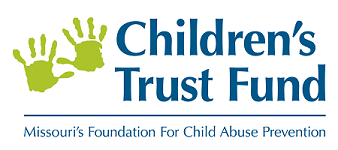 Children's
Trust Fund
Missouri's Foundation For Child Abuse Prevention